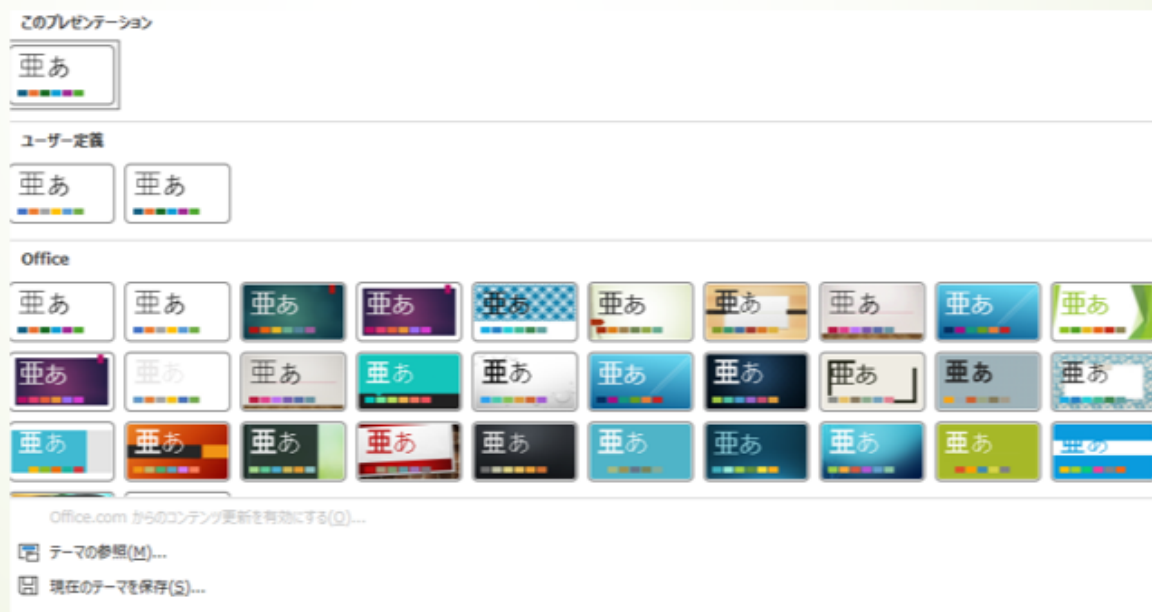 このプレゼンテーション
亜あ
ユーザー定義
亜あ 亜あ
Office
亜あ 亜あ 亜あ 亜あ 亜あ 亜あ 亜あ 亜あ 亜あ 亜あ
亜あ 亜あ 亜あ 亜あ 亜あ 亜あ 亜あ 亜あ 亜あ 亜あ
亜あ 亜あ 亜あ 亜あ 亜あ 亜あ 亜あ 亜あ 亜あ 亜あ
Office.com からのコンテンツ更新を有効にする(O)...
テーマの参照(M)...
現在のテーマを保存(S)...